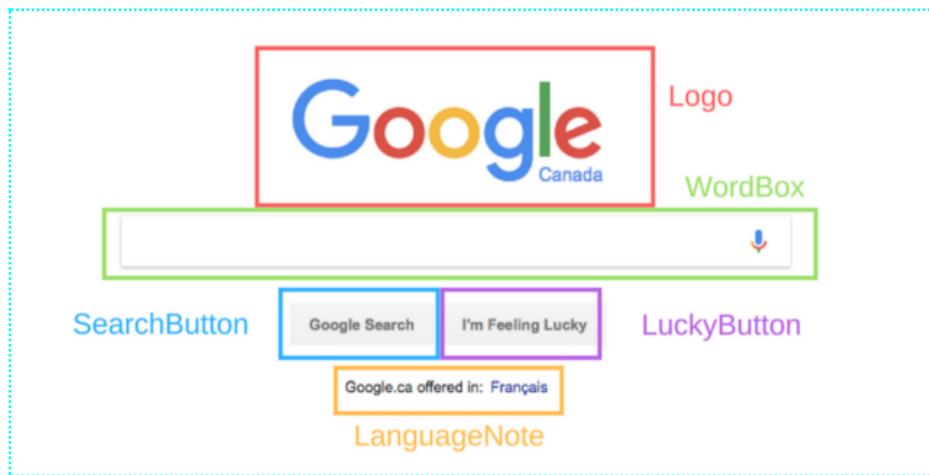 Google
Canada
Logo
WordBox
SearchButton
Google Search
I'm Feeling Lucky
LuckyButton
Google.ca offered in: Français
LanguageNote